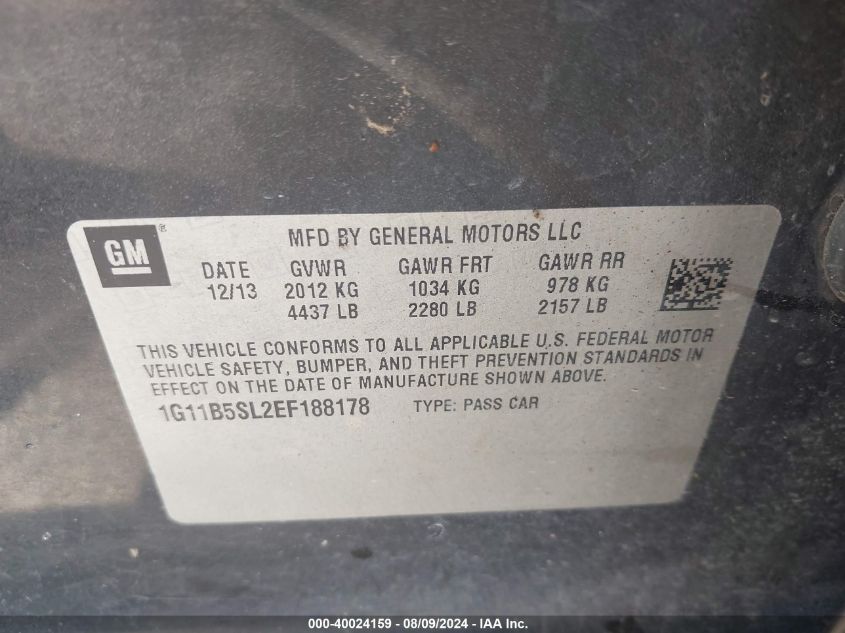 GM ®
MFD BY GENERAL MOTORS LLC
DATE GVWR GAWR FRT GAWR RR
12/13 2012 KG 1034 KG 978 KG
4437 LB 2280 LB 2157 LB
THIS VEHICLE CONFORMS TO ALL APPLICABLE U.S. FEDERAL MOTOR
VEHICLE SAFETY, BUMPER, AND THEFT PREVENTION STANDARDS IN
EFFECT ON THE DATE OF MANUFACTURE SHOWN ABOVE.
1G11B5SL2EF188178 TYPE: PASS CAR
000-40024159 - 08/09/2024 - IAA Inc.